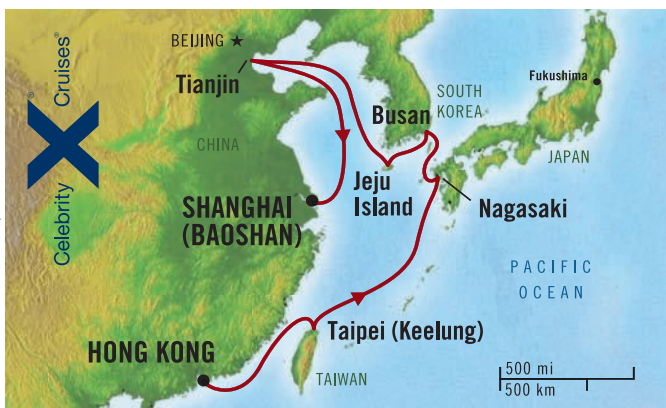 Celebrity X Cruises®
BEIJING ★
Tianjin
Fukushima
SOUTH
KOREA
Busan
CHINA
JAPAN
SHANGHAI
(BAOSHAN)
Jeju
Island
Nagasaki
PACIFIC
OCEAN
Taipei (Keelung)
HONG KONG
TAIWAN
500 mi
500 km